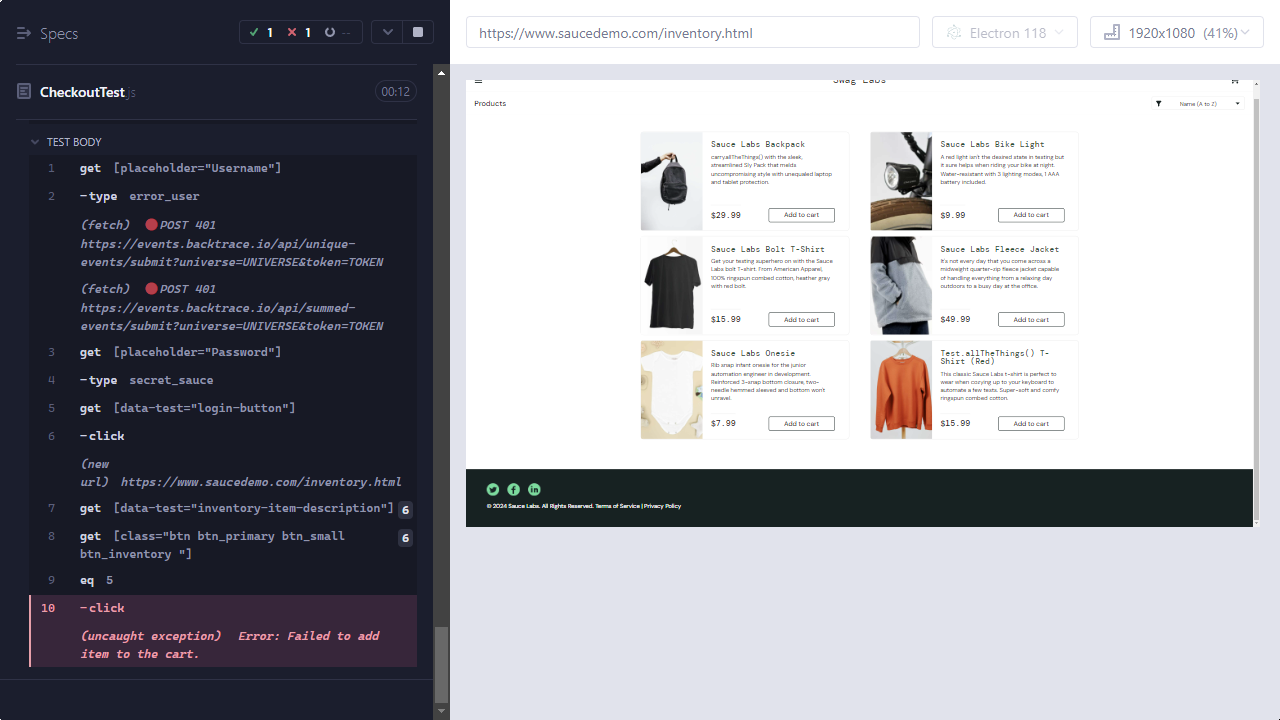 Specs
1
1
--
CheckoutTest.js
00:12
TEST BODY
1 get [placeholder="Username"]
2 -type error_user
(fetch) POST 401
https://events.backtrace.io/api/unique-
events/submit?universe=UNIVERSE&token=TOKEN
(fetch) POST 401
https://events.backtrace.io/api/summed-
events/submit?universe=UNIVERSE&token=TOKEN
3 get [placeholder="Password"]
4 -type secret_sauce
5 get [data-test="login-button"]
6 -click
(new
url) https://www.saucedemo.com/inventory.html
7 get [data-test="inventory-item-description"] 6
8 get [class="btn btn_primary btn_small 6
btn_inventory "]
9 eq 5
10 -click
(uncaught exception) Error: Failed to add
item to the cart.
https://www.saucedemo.com/inventory.html
Electron 118
1920x1080 (41%)
Swag Labs
Products
Name (A to Z)
Sauce Labs Backpack
carry.allTheThings() with the sleek,
streamlined Sly Pack that melds
uncompromising style with unequaled laptop
and tablet protection.
$29.99
Add to cart
Sauce Labs Bike Light
A red light isn't the desired state in testing but
it sure helps when riding your bike at night.
Water-resistant with 3 lighting modes, 1 AAA
battery included.
$9.99
Add to cart
Sauce Labs Bolt T-Shirt
Get your testing superhero on with the Sauce
Labs bolt T-shirt. From American Apparel,
100% ringspun combed cotton, heather gray
with red bolt.
$15.99
Add to cart
Sauce Labs Fleece Jacket
It's not every day that you come across a
midweight quarter-zip fleece jacket capable
of handling everything from a relaxing day
outdoors to a busy day at the office.
$49.99
Add to cart
Sauce Labs Onesie
Rib snap infant onesie for the junior
automation engineer in development.
Reinforced 3-snap bottom closure, two-
needle hemmed sleeved and bottom won't
unravel.
$7.99
Add to cart
Test.allTheThings() T-
Shirt (Red)
This classic Sauce Labs t-shirt is perfect to
wear when cozying up to your keyboard to
automate a few tests. Super-soft and comfy
ringspun combed cotton.
$15.99
Add to cart
© 2024 Sauce Labs. All Rights Reserved. Terms of Service | Privacy Policy